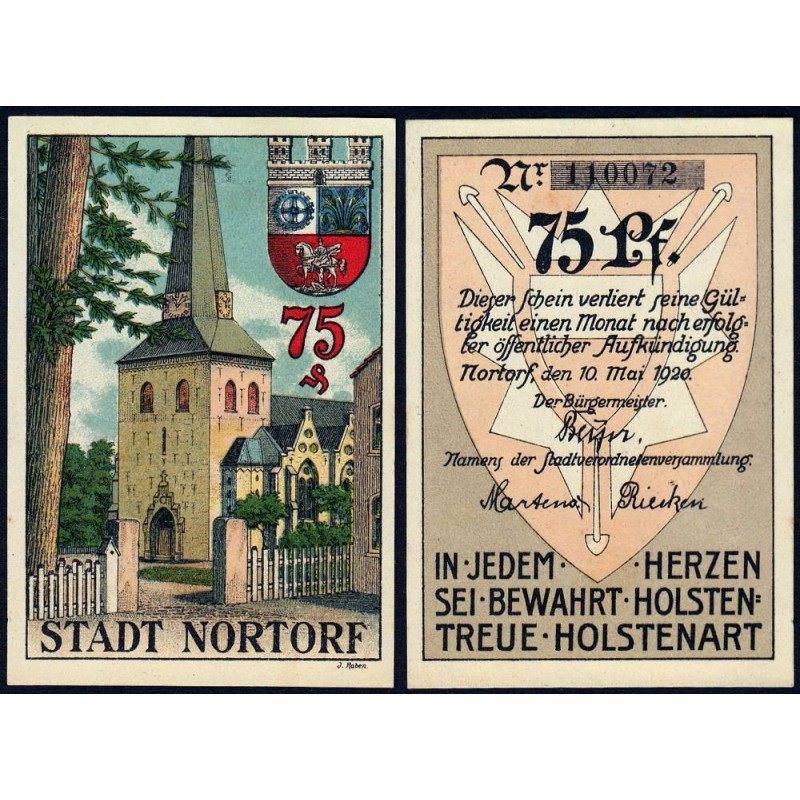 75
₰
STADT NORTORF
J. Raben.
Nr. 110072
75 Pf.
Dieser Schein verliert seine Gül=
tigkeit einen Monat nach erfolg=
ter öffentlicher Aufkündigung.
Nortorf, den 10. Mai 1920.
Der Bürgermeister.
Namens der Stadtverordnetenversammlung:
Martens. Riecken
IN·JEDEM· ·HERZEN
SEI·BEWAHRT·HOLSTEN=
TREUE·HOLSTENART